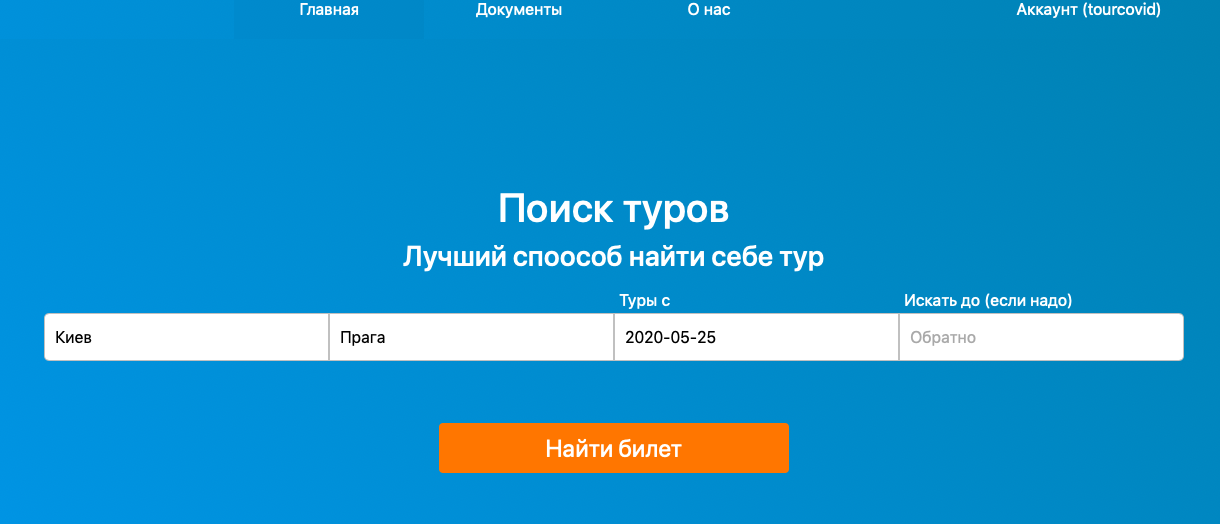 Главная Документы О нас Аккаунт (tourcovid)
Поиск туров
Лучший споособ найти себе тур
Туры с Искать до (если надо)
Киев Прага 2020-05-25 Обратно
Найти билет